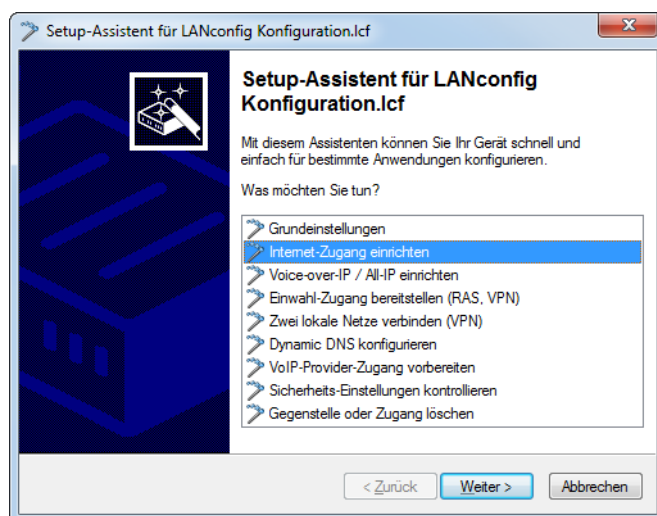 Setup-Assistent für LANconfig Konfiguration.lcf
Setup-Assistent für LANconfig
Konfiguration.lcf
Mit diesem Assistenten können Sie Ihr Gerät schnell und
einfach für bestimmte Anwendungen konfigurieren.
Was möchten Sie tun?
Grundeinstellungen
Internet-Zugang einrichten
Voice-over-IP / All-IP einrichten
Einwahl-Zugang bereitstellen (RAS, VPN)
Zwei lokale Netze verbinden (VPN)
Dynamic DNS konfigurieren
VoIP-Provider-Zugang vorbereiten
Sicherheits-Einstellungen kontrollieren
Gegenstelle oder Zugang löschen
< Zurück Weiter > Abbrechen